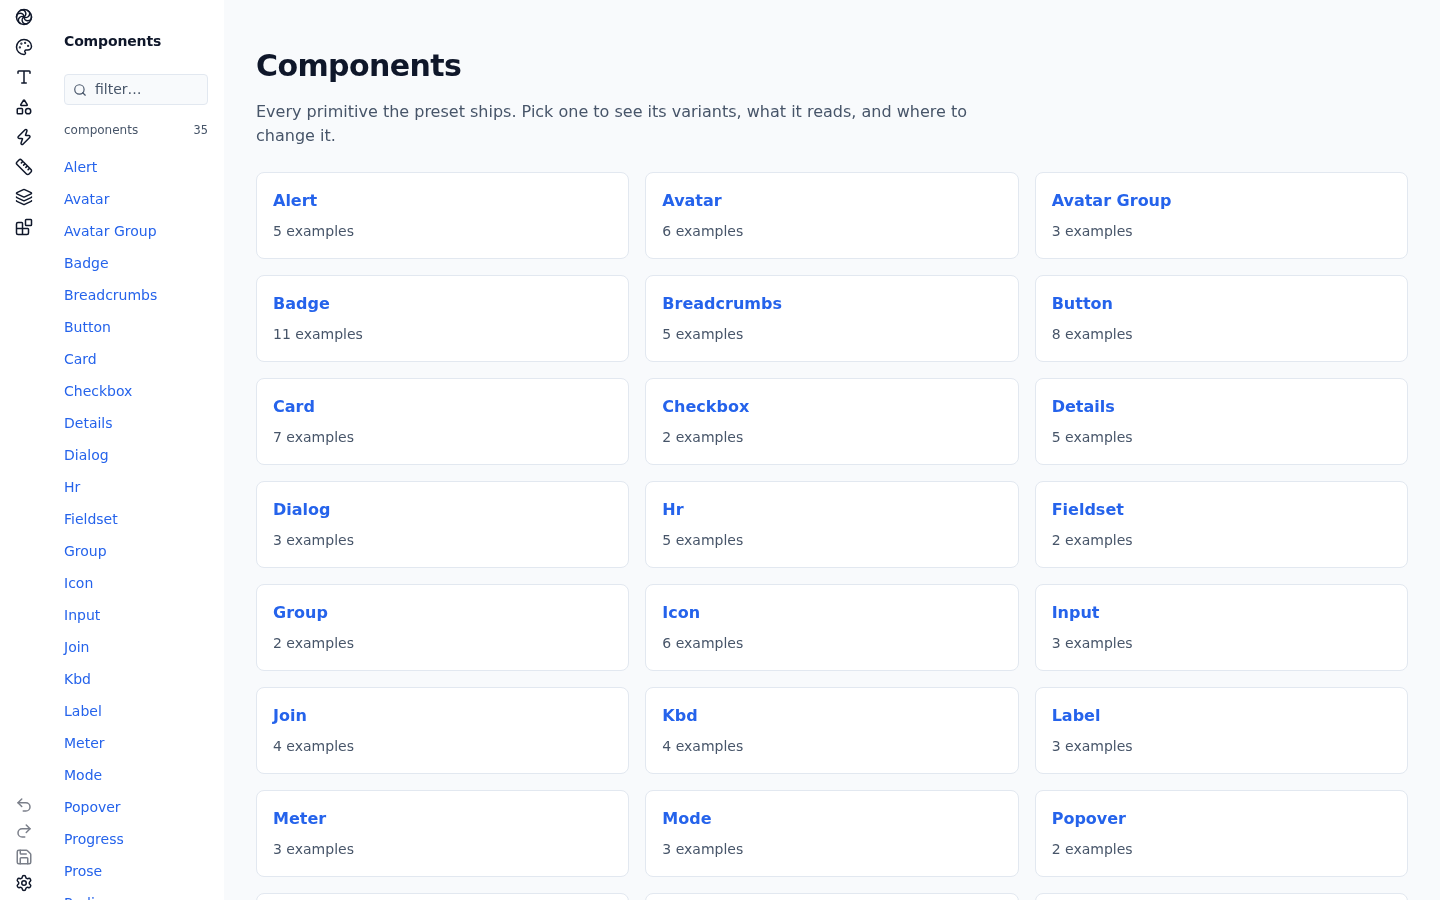 Components
filter...
components 35
Alert
Avatar
Avatar Group
Badge
Breadcrumbs
Button
Card
Checkbox
Details
Dialog
Hr
Fieldset
Group
Icon
Input
Join
Kbd
Label
Meter
Mode
Popover
Progress
Prose
Components
Every primitive the preset ships. Pick one to see its variants, what it reads, and where to
change it.
Alert
5 examples
Avatar
6 examples
Avatar Group
3 examples
Badge
11 examples
Breadcrumbs
5 examples
Button
8 examples
Card
7 examples
Checkbox
2 examples
Details
5 examples
Dialog
3 examples
Hr
5 examples
Fieldset
2 examples
Group
2 examples
Icon
6 examples
Input
3 examples
Join
4 examples
Kbd
4 examples
Label
3 examples
Meter
3 examples
Mode
3 examples
Popover
2 examples